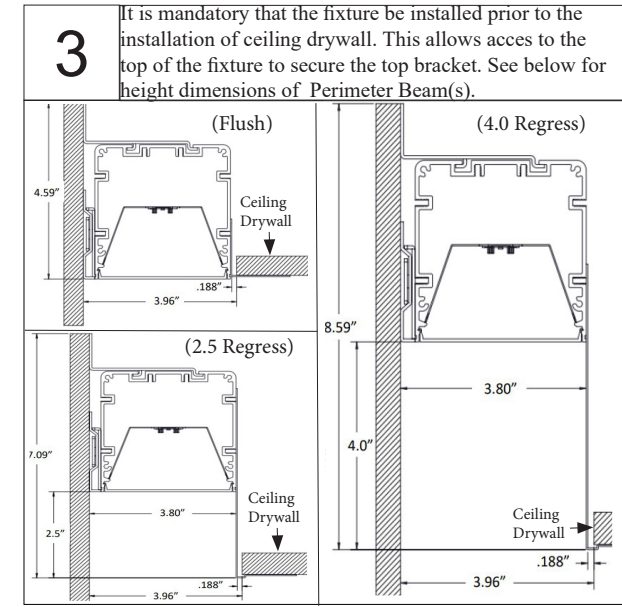 3
It is mandatory that the fixture be installed prior to the
installation of ceiling drywall. This allows acces to the
top of the fixture to secure the top bracket. See below for
height dimensions of Perimeter Beam(s).
(Flush)
4.59"
Ceiling
Drywall
.188"
3.96"
(2.5 Regress)
7.09"
3.80"
2.5"
Ceiling
Drywall
.188"
3.96"
(4.0 Regress)
8.59"
3.80"
4.0"
Ceiling
Drywall
.188"
3.96"